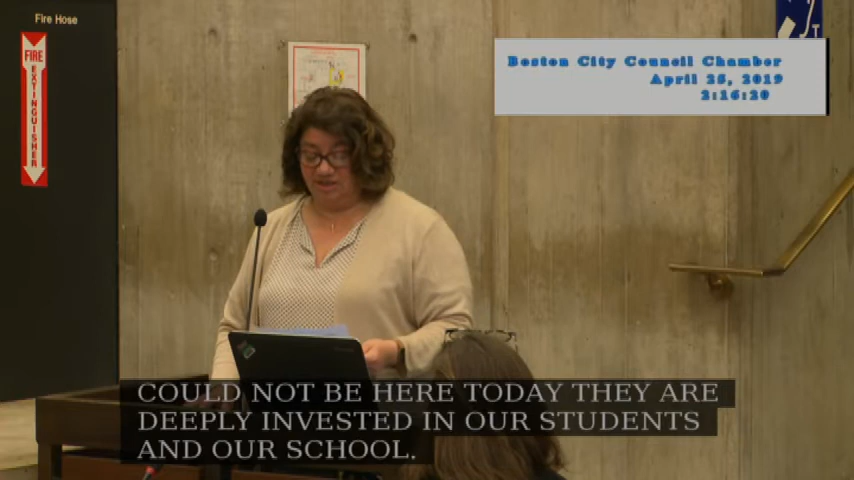 Fire Hose
FIRE
EXTINGUISHER
Boston City Council Chamber
April 25, 2019
2:16:20
COULD NOT BE HERE TODAY THEY ARE
DEEPLY INVESTED IN OUR STUDENTS
AND OUR SCHOOL.